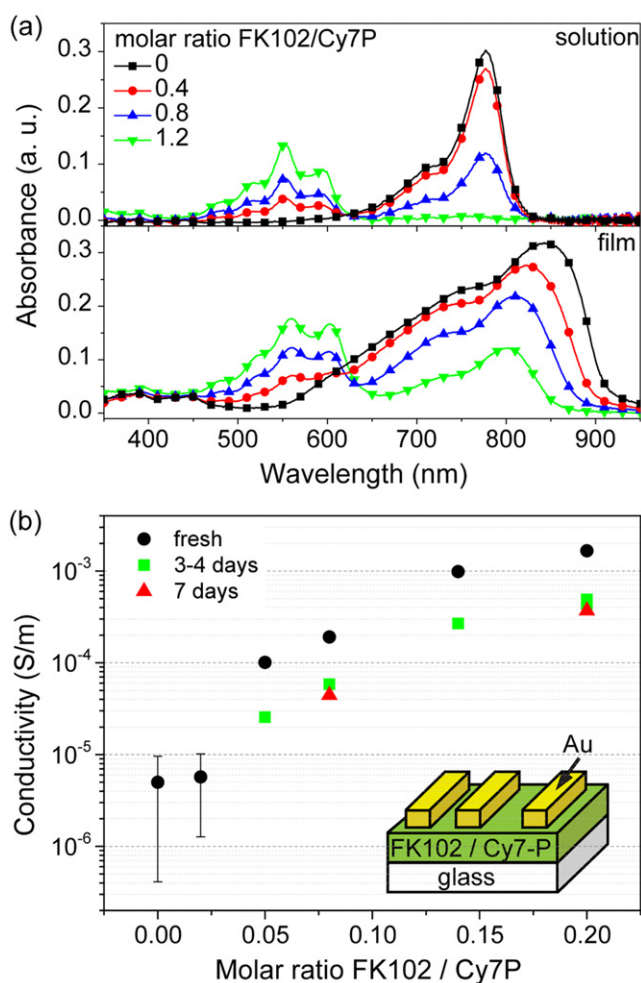 (a)
molar ratio FK102/Cy7P
solution
0
0.4
0.8
1.2
0.3
0.2
0.1
0.0
film
0.3
0.2
0.1
0.0
Absorbance (a. u.)
400 500 600 700 800 900
Wavelength (nm)
(b)
fresh
3-4 days
7 days
10⁻³
10⁻⁴
10⁻⁵
10⁻⁶
Conductivity (S/m)
Au
FK102 / Cy7-P
glass
0.00 0.05 0.10 0.15 0.20
Molar ratio FK102 / Cy7P